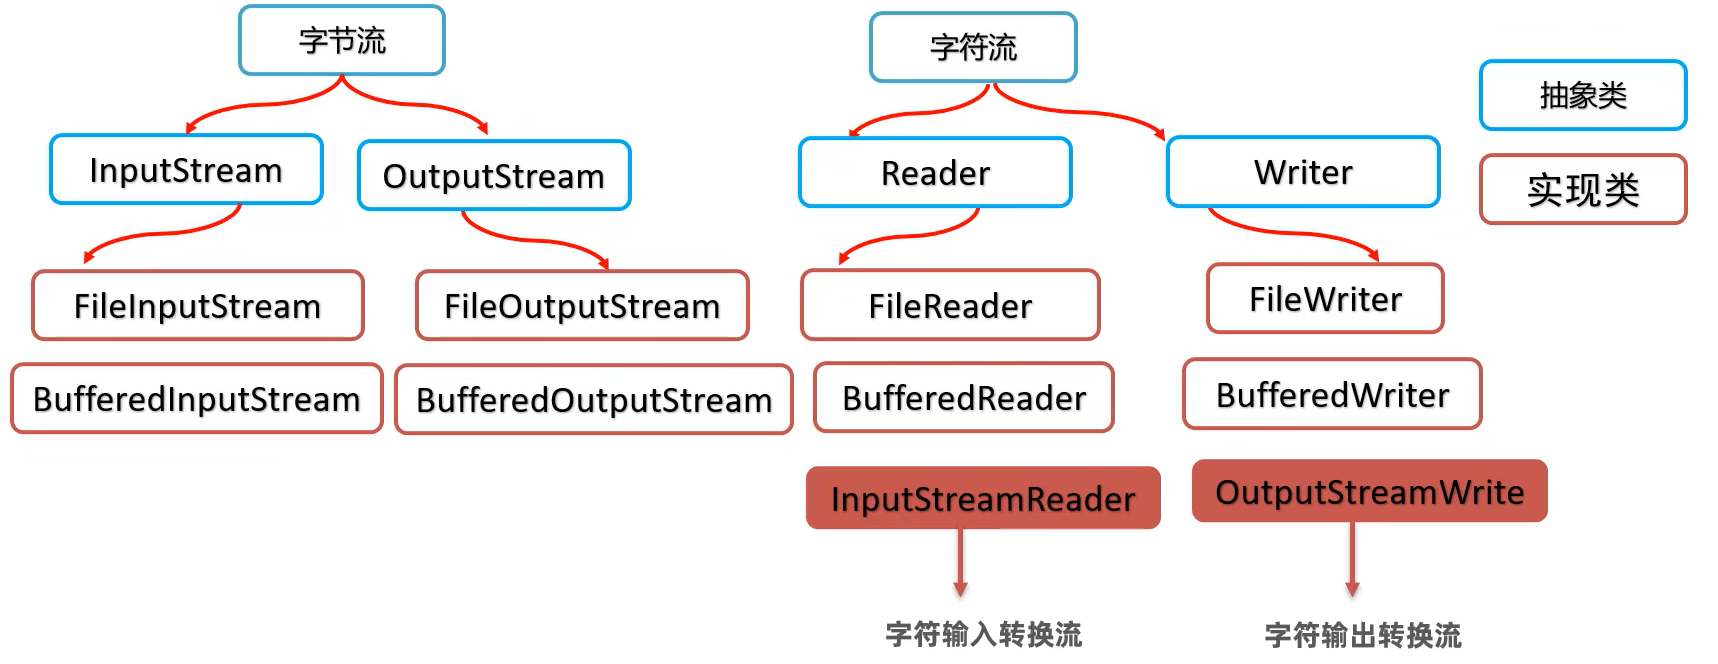 字节流
字符流
抽象类
InputStream
OutputStream
Reader
Writer
实现类
FileInputStream
FileOutputStream
FileReader
FileWriter
BufferedInputStream
BufferedOutputStream
BufferedReader
BufferedWriter
InputStreamReader
OutputStreamWrite
字符输入转换流
字符输出转换流